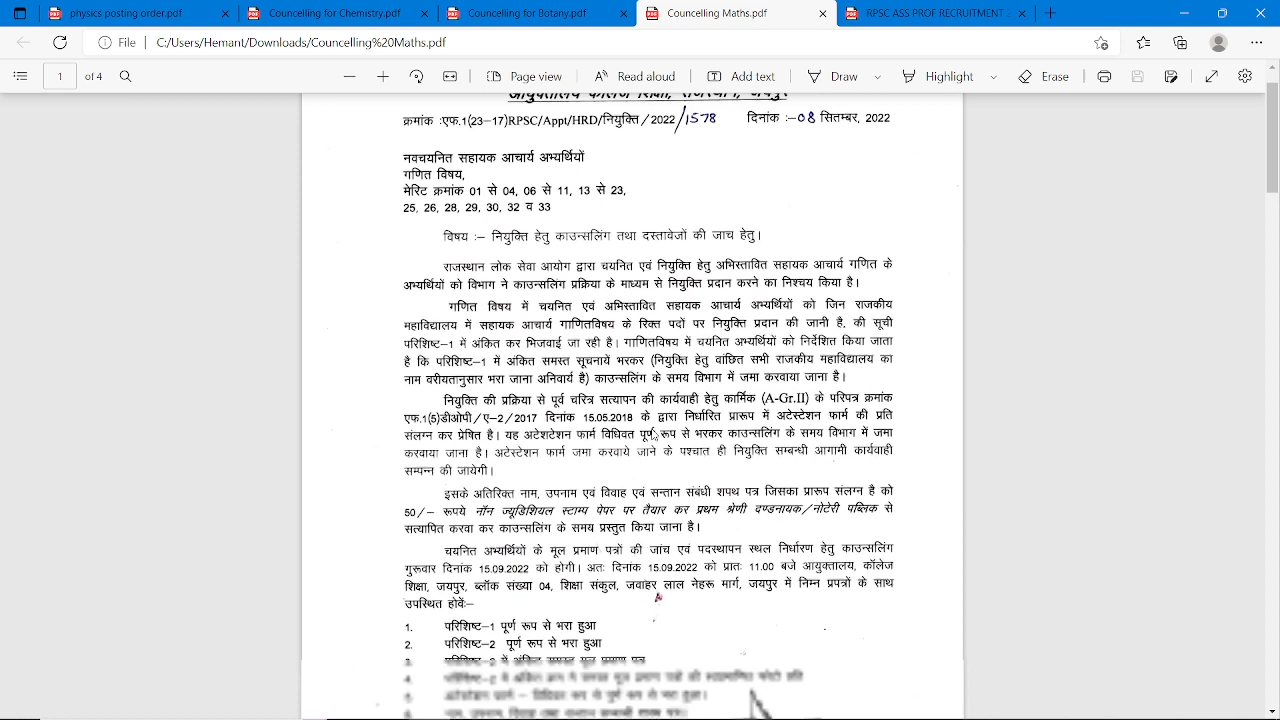 physics posting order.pdf
Councelling for Chemistry.pdf
Councelling for Botany.pdf
Councelling Maths.pdf
RPSC ASS PROF RECRUITMENT
File | C:/Users/Hemant/Downloads/Councelling%20Maths.pdf
1 of 4
Page view
Read aloud
Add text
Draw
Highlight
Erase
आयुक्तालय कॉलेज शिक्षा, राजस्थान, जयपुर
क्रमांक :एफ.1(23-17)RPSC/Appt/HRD/नियुक्ति/2022/1578 दिनांक :-08 सितम्बर, 2022
नवचयनित सहायक आचार्य अभ्यर्थियों
गणित विषय,
मेरिट क्रमांक 01 से 04, 06 से 11, 13 से 23,
25, 26, 28, 29, 30, 32 व 33
विषय :- नियुक्ति हेतु काउन्सलिंग तथा दस्तावेजों की जाच हेतु।
राजस्थान लोक सेवा आयोग द्वारा चयनित एवं नियुक्ति हेतु अभिस्तावित सहायक आचार्य गणित के
अभ्यर्थियों को विभाग ने काउन्सलिंग प्रक्रिया के माध्यम से नियुक्ति प्रदान करने का निश्चय किया है।
गणित विषय में चयनित एवं अभिस्तावित सहायक आचार्य अभ्यर्थियों को जिन राजकीय
महाविद्यालय में सहायक आचार्य गाणितविषय के रिक्त पदों पर नियुक्ति प्रदान की जानी है, की सूची
परिशिष्ट-1 में अंकित कर भिजवाई जा रही है। गाणितविषय में चयनित अभ्यर्थियों को निर्देशित किया जाता
है कि परिशिष्ट-1 में अंकित समस्त सूचनायें भरकर (नियुक्ति हेतु वांछित सभी राजकीय महाविद्यालय का
नाम वरीयतानुसार भरा जाना अनिवार्य है) काउन्सलिंग के समय विभाग में जमा करवाया जाना है।
नियुक्ति की प्रक्रिया से पूर्व चरित्र सत्यापन की कार्यवाही हेतु कार्मिक (A-Gr.II) के परिपत्र क्रमांक
एफ.1(5)डीओपी/ए-2/2017 दिनांक 15.05.2018 के द्वारा निर्धारित प्रारूप में अटेस्टेशन फार्म की प्रति
संलग्न कर प्रेषित है। यह अटेशटेशन फार्म विधिवत पूर्ण रूप से भरकर काउन्सलिंग के समय विभाग में जमा
करवाया जाना है। अटेस्टेशन फार्म जमा करवाये जाने के पश्चात ही नियुक्ति सम्बन्धी आगामी कार्यवाही
सम्पन्न की जायेगी।
इसके अतिरिक्त नाम, उपनाम एवं विवाह एवं सन्तान संबंधी शपथ पत्र जिसका प्रारूप संलग्न है को
50/- रूपये नॉन ज्यूडिशियल स्टाम्प पेपर पर तैयार कर प्रथम श्रेणी दण्डनायक/नोटेरी पब्लिक से
सत्यापित करवा कर काउन्सलिंग के समय प्रस्तुत किया जाना है।
चयनित अभ्यर्थियों के मूल प्रमाण पत्रों की जांच एवं पदस्थापन स्थल निर्धारण हेतु काउन्सलिंग
गुरूवार दिनांक 15.09.2022 को होगी। अतः दिनांक 15.09.2022 को प्रातः 11.00 बजे आयुक्तालय, कॉलेज
शिक्षा, जयपुर, ब्लॉक संख्या 04, शिक्षा संकुल, जवाहर लाल नेहरू मार्ग, जयपुर में निम्न प्रपत्रों के साथ
उपस्थित होवें:-
1. परिशिष्ट-1 पूर्ण रूप से भरा हुआ
2. परिशिष्ट-2 पूर्ण रूप से भरा हुआ